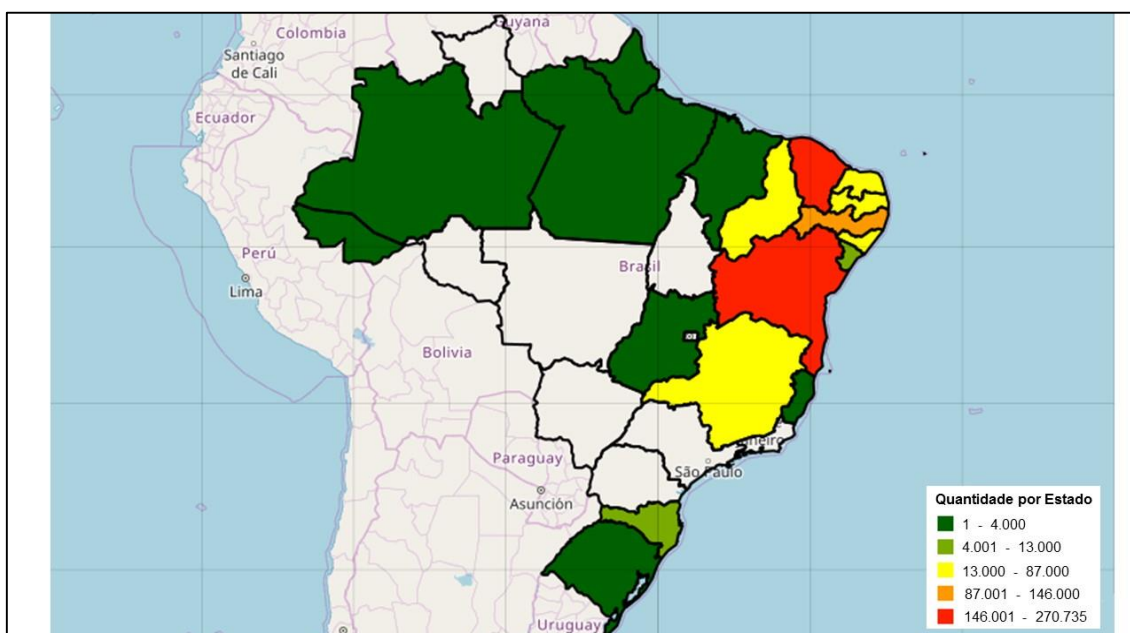 Guyana
Colombia
Santiago
de Cali
Ecuador
Perú
Lima
Brasil
Bolivia
Paraguay
Asunción
São Paulo
Uruguay
Quantidade por Estado
1 - 4.000
4.001 - 13.000
13.000 - 87.000
87.001 - 146.000
146.001 - 270.735